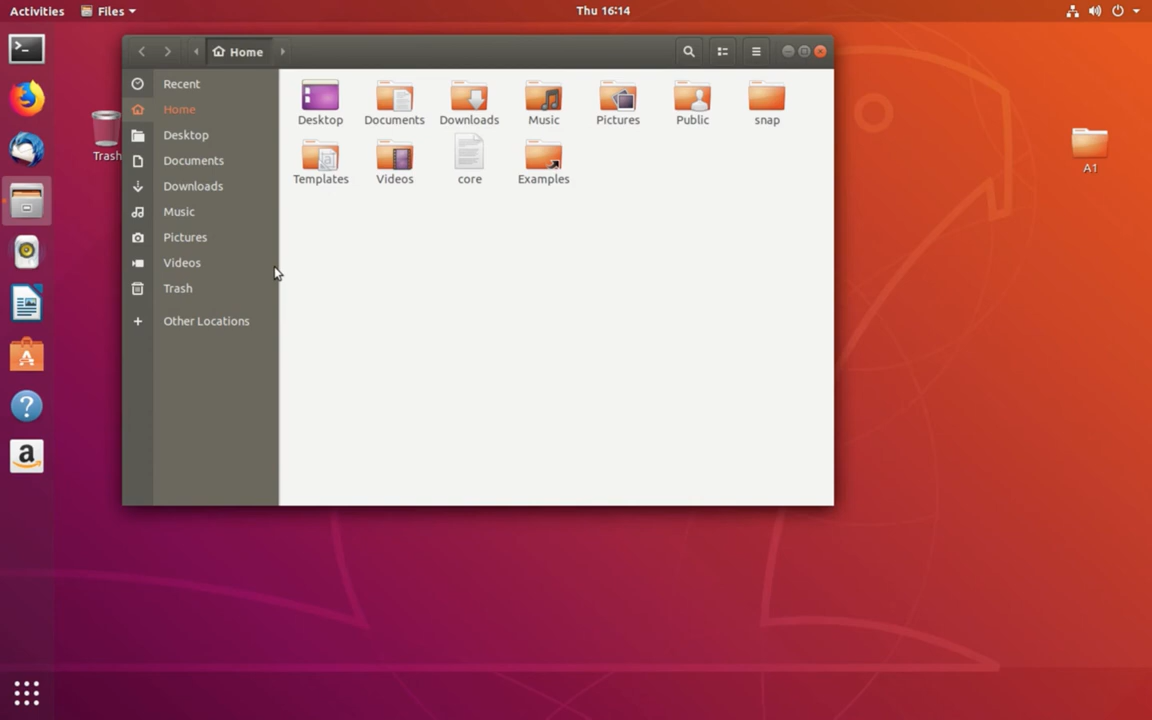 Activities Files Thu 16:14
Home
Recent
Home
Desktop
Documents
Downloads
Music
Pictures
Videos
Trash
Other Locations
Desktop Documents Downloads Music Pictures Public snap
Templates Videos core Examples
Trash
A1